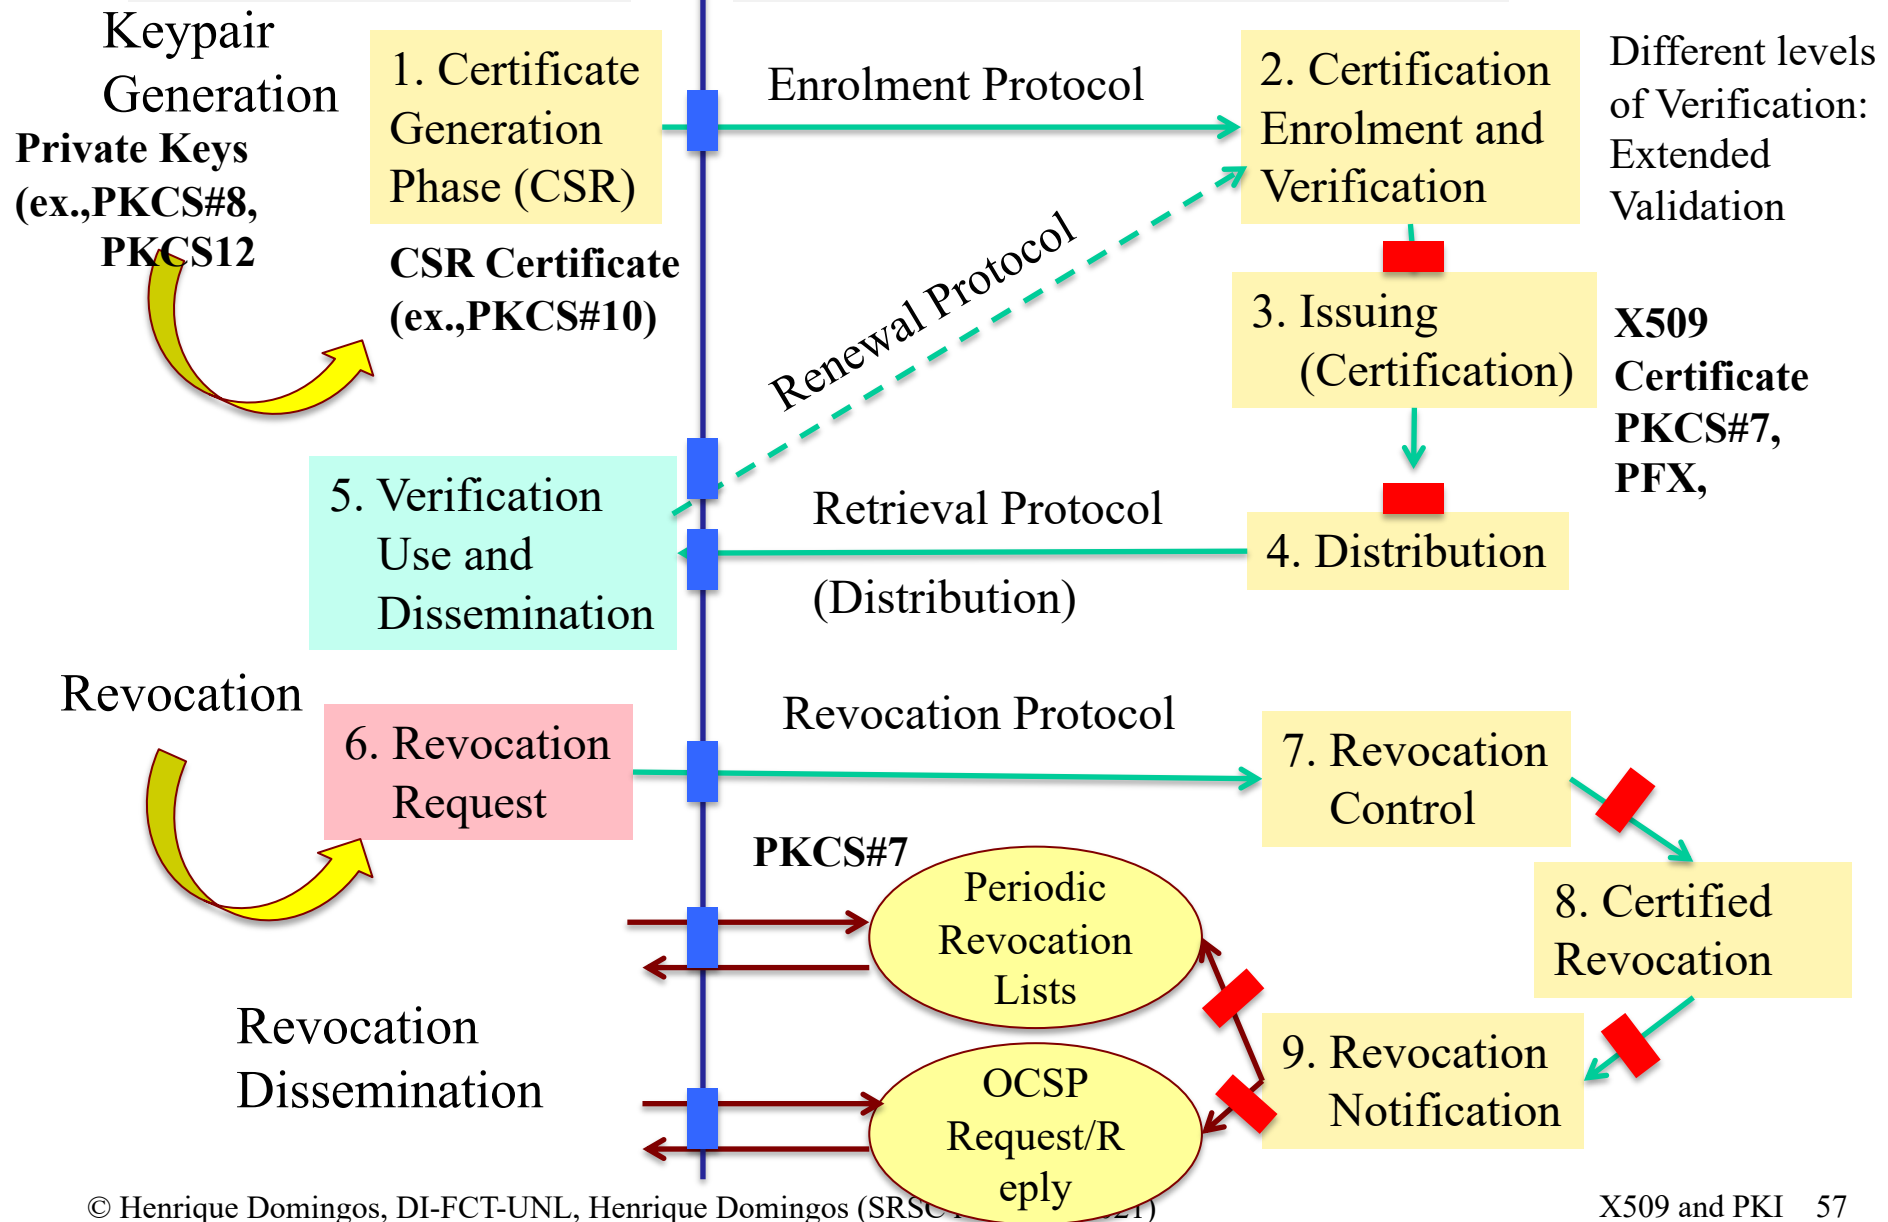 Keypair
Generation
Private Keys
(ex.,PKCS#8,
PKCS12
1. Certificate
Generation
Phase (CSR)
CSR Certificate
(ex.,PKCS#10)
Enrolment Protocol
2. Certification
Enrolment and
Verification
Different levels
of Verification:
Extended
Validation
Renewal Protocol
3. Issuing
(Certification)
X509
Certificate
PKCS#7,
PFX,
5. Verification
Use and
Dissemination
Retrieval Protocol
(Distribution)
4. Distribution
Revocation
6. Revocation
Request
Revocation Protocol
7. Revocation
Control
PKCS#7
Periodic
Revocation
Lists
8. Certified
Revocation
Revocation
Dissemination
OCSP
Request/R
eply
9. Revocation
Notification
© Henrique Domingos, DI-FCT-UNL, Henrique Domingos
X509 and PKI 57